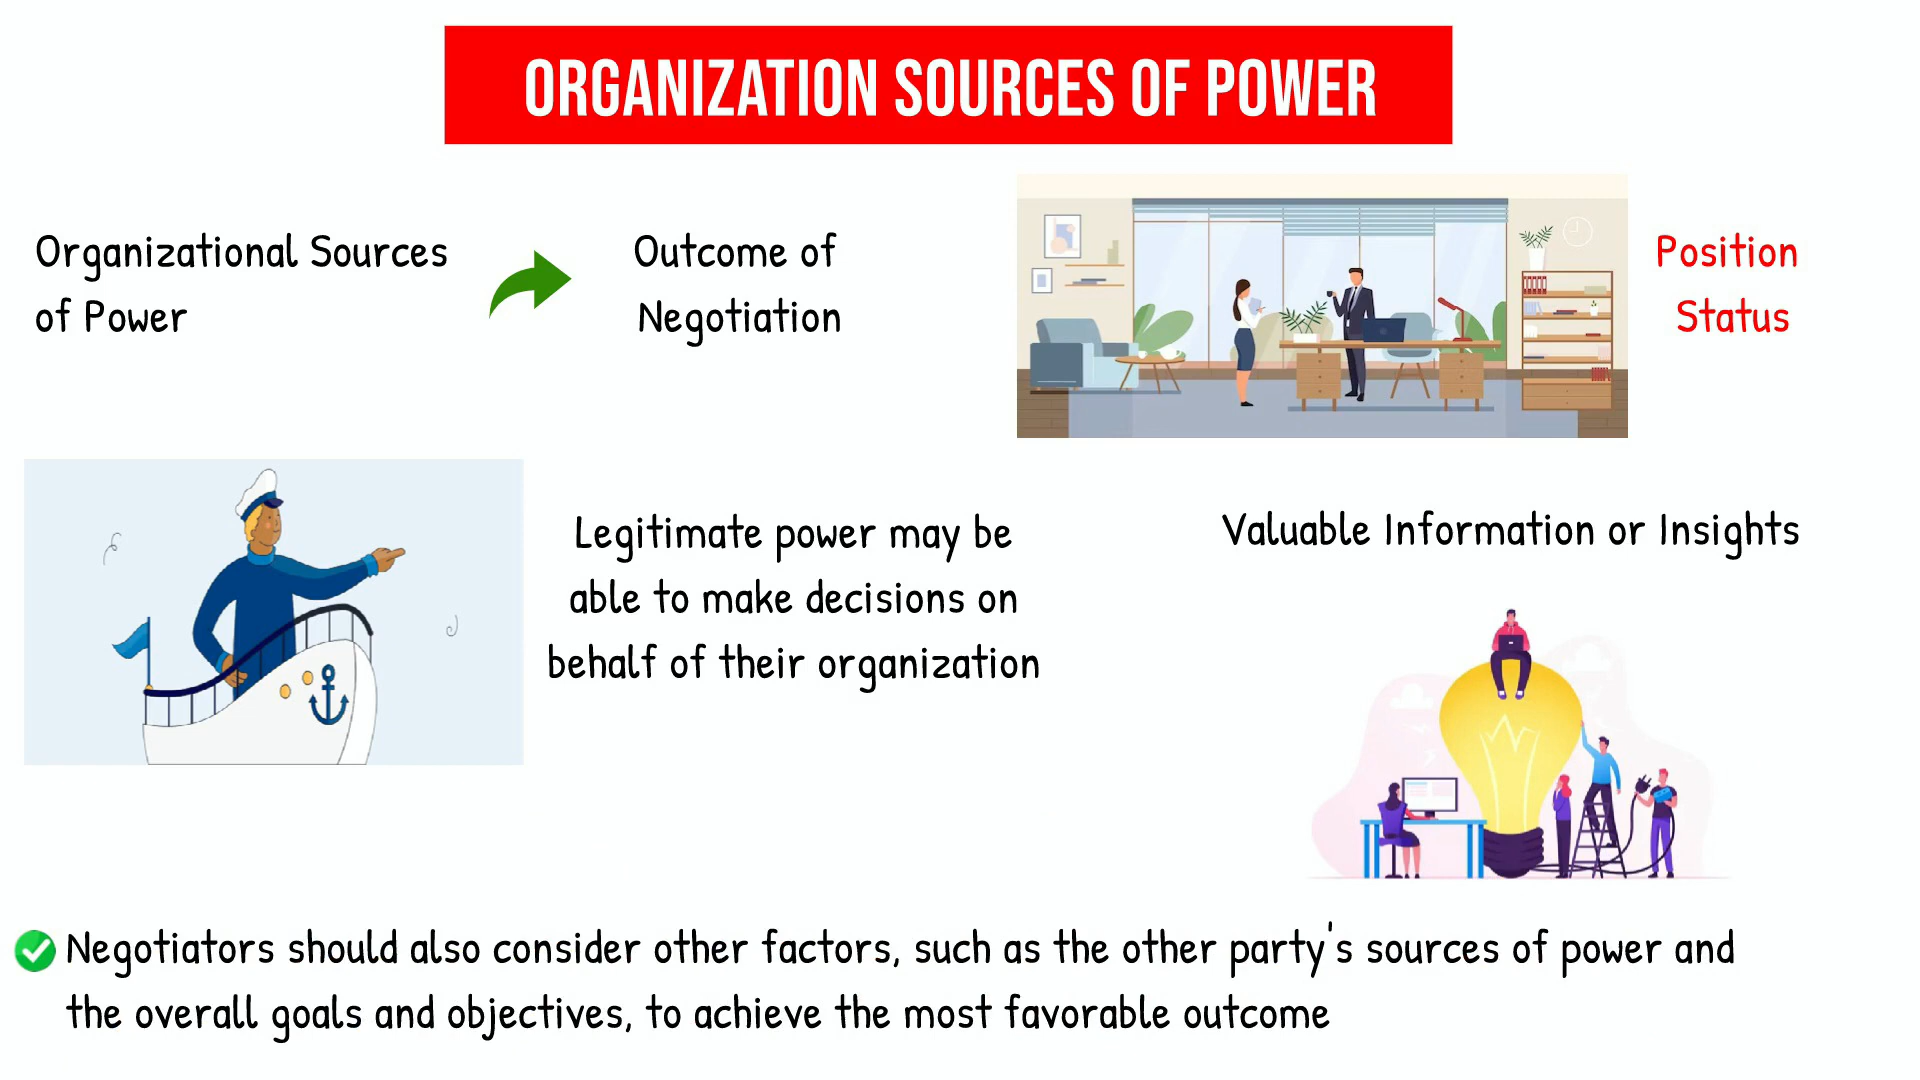 ORGANIZATION SOURCES OF POWER
Organizational Sources
of Power
Outcome of
Negotiation
Position
Status
Legitimate power may be
able to make decisions on
behalf of their organization
Valuable Information or Insights
Negotiators should also consider other factors, such as the other party's sources of power and
the overall goals and objectives, to achieve the most favorable outcome